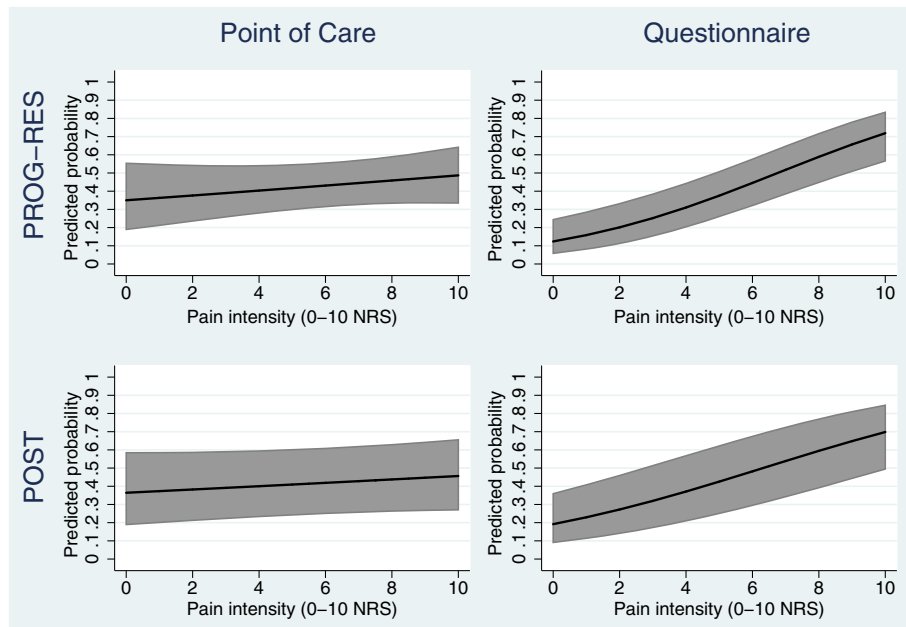 Point of Care
Questionnaire
PROG–RES
Predicted probability
0 .1 .2 .3 .4 .5 .6 .7 .8 .9 1
0 2 4 6 8 10
Pain intensity (0–10 NRS)
Predicted probability
0 .1 .2 .3 .4 .5 .6 .7 .8 .9 1
0 2 4 6 8 10
Pain intensity (0–10 NRS)
POST
Predicted probability
0 .1 .2 .3 .4 .5 .6 .7 .8 .9 1
0 2 4 6 8 10
Pain intensity (0–10 NRS)
Predicted probability
0 .1 .2 .3 .4 .5 .6 .7 .8 .9 1
0 2 4 6 8 10
Pain intensity (0–10 NRS)